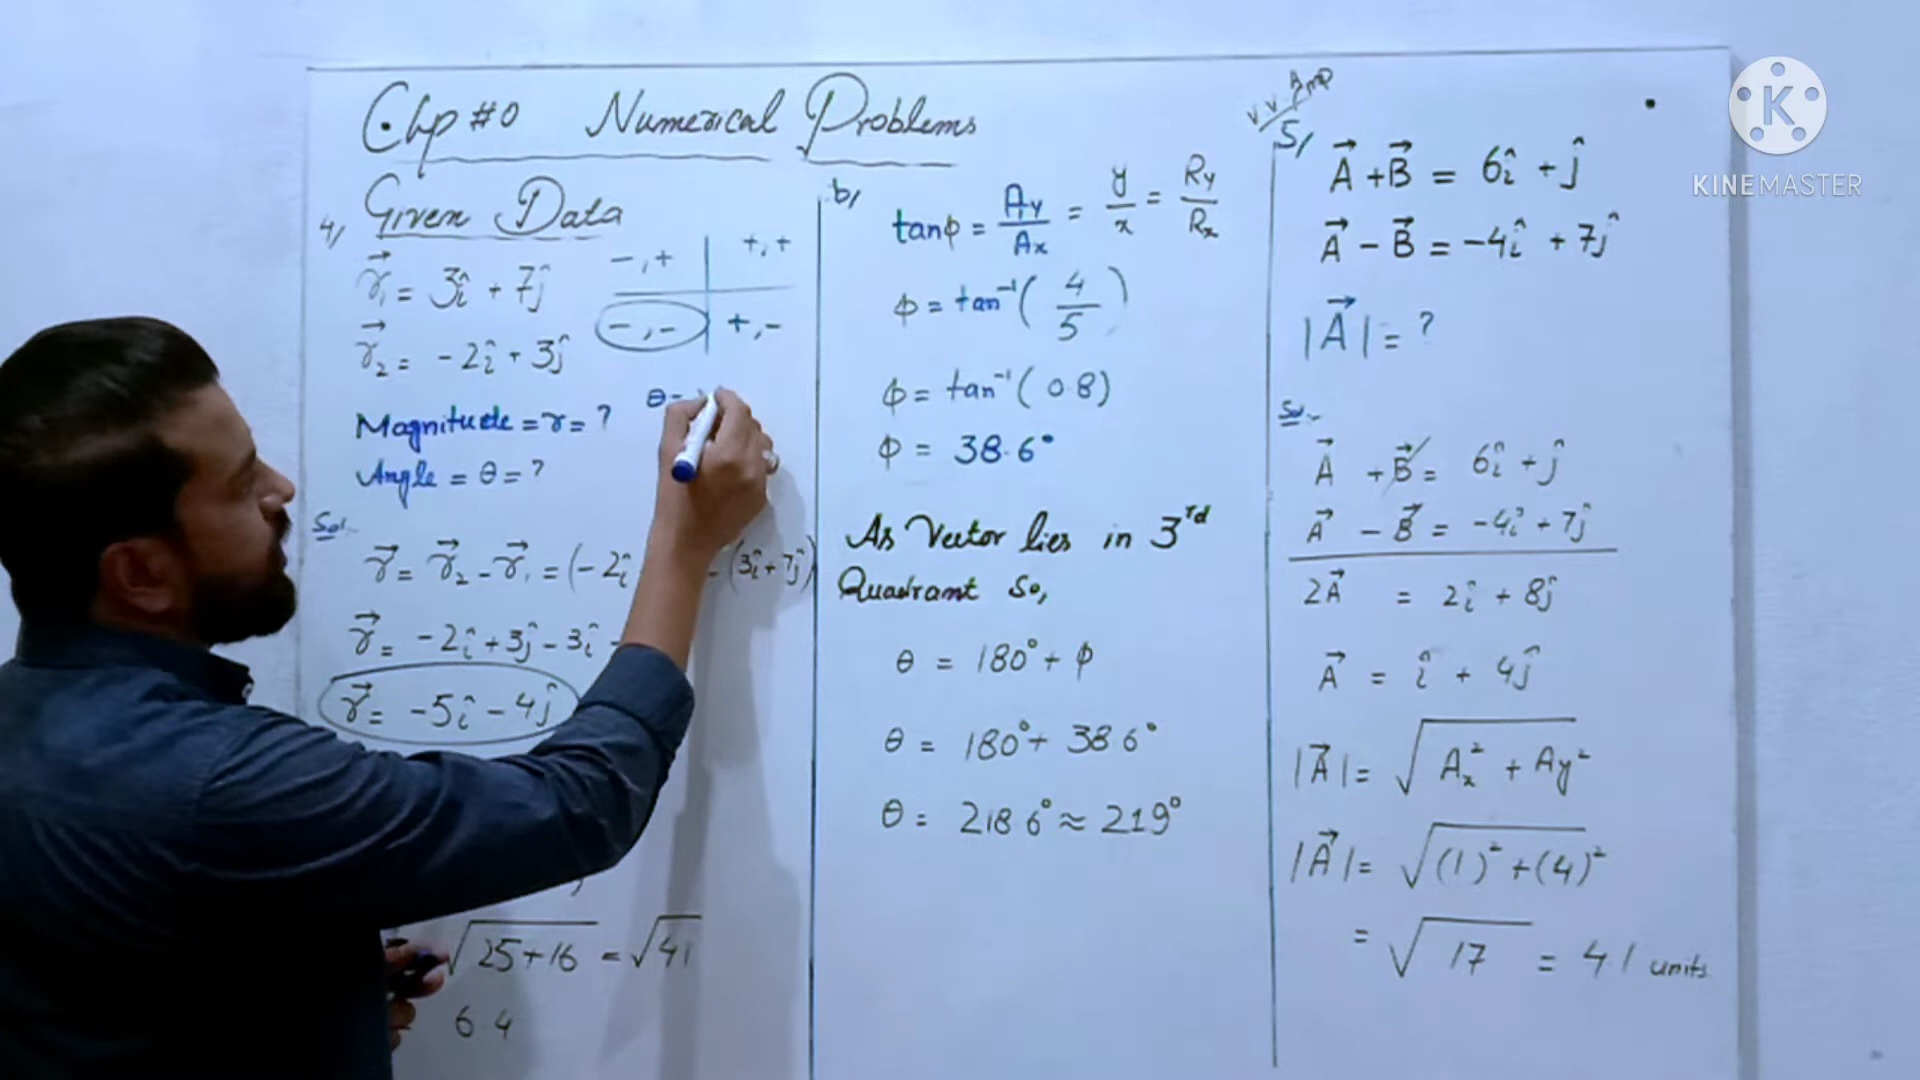 Chp #0 Numerical Problems
4) Given Data
r⃗₁ = 3î + 7ĵ
r⃗₂ = -2î + 3ĵ
-,+ +,+
-,- +,-
Magnitude = r = ?
Angle = θ = ?
θ =
Sol:-
r⃗ = r⃗₂ - r⃗₁ = (-2î - (3î + 7ĵ)
r⃗ = -2î + 3ĵ - 3î -
r⃗ = -5î - 4ĵ
√25+16 = √41
6.4
b)
tanϕ = Ay/Ax = y/x = Ry/Rx
ϕ = tan⁻¹(4/5)
ϕ = tan⁻¹(0.8)
ϕ = 38.6°
As Vector lies in 3rd
Quadrant So,
θ = 180° + ϕ
θ = 180° + 38.6°
θ = 218.6° ≈ 219°
V.V. Imp
5)
A⃗ + B⃗ = 6î + ĵ
A⃗ - B⃗ = -4î + 7ĵ
|A⃗| = ?
Sol:-
A⃗ + B⃗ = 6î + ĵ
A⃗ - B⃗ = -4î + 7ĵ
2A⃗ = 2î + 8ĵ
A⃗ = î + 4ĵ
|A⃗| = √Ax² + Ay²
|A⃗| = √(1)² + (4)²
= √17 = 4.1 units
K
KINEMASTER